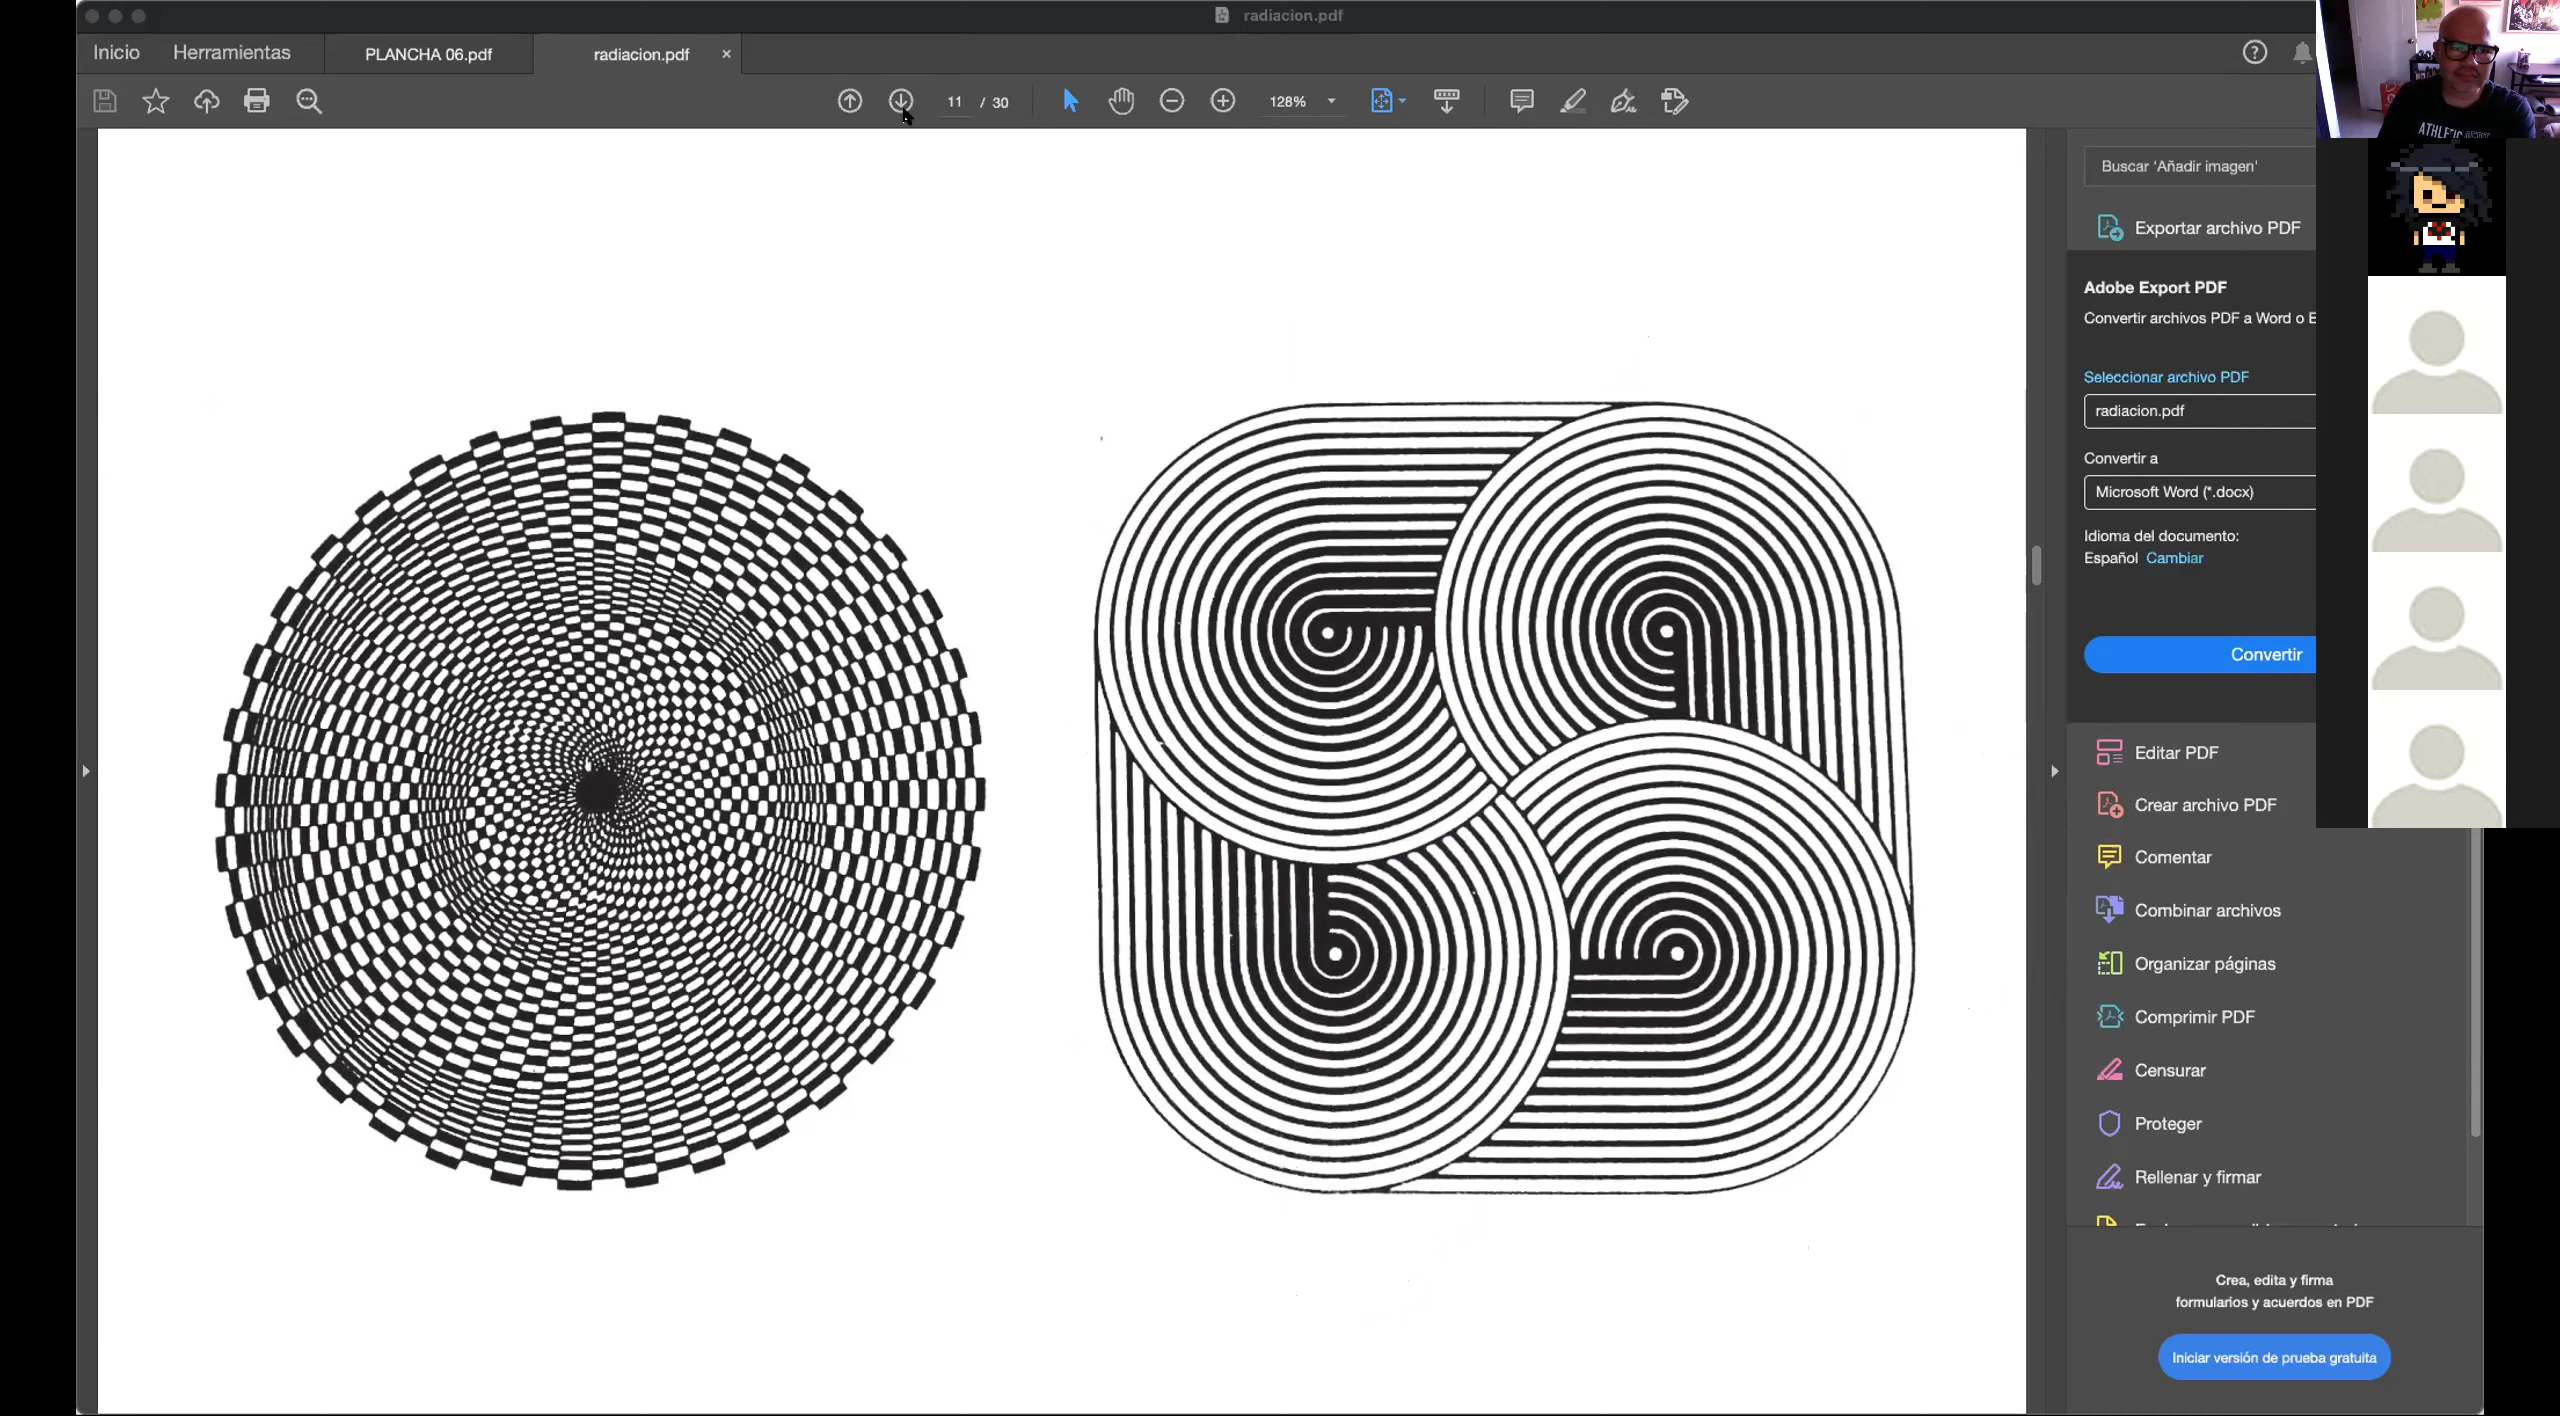 radiacion.pdf
Inicio
Herramientas
PLANCHA 06.pdf
radiacion.pdf
11 / 30
128%
Buscar 'Añadir imagen'
Exportar archivo PDF
Adobe Export PDF
Convertir archivos PDF a Word o E
Seleccionar archivo PDF
radiacion.pdf
Convertir a
Microsoft Word (*.docx)
Idioma del documento:
Español Cambiar
Convertir
Editar PDF
Crear archivo PDF
Comentar
Combinar archivos
Organizar páginas
Comprimir PDF
Censurar
Proteger
Rellenar y firmar
Crea, edita y firma
formularios y acuerdos en PDF
Iniciar versión de prueba gratuita
ATHLETIC